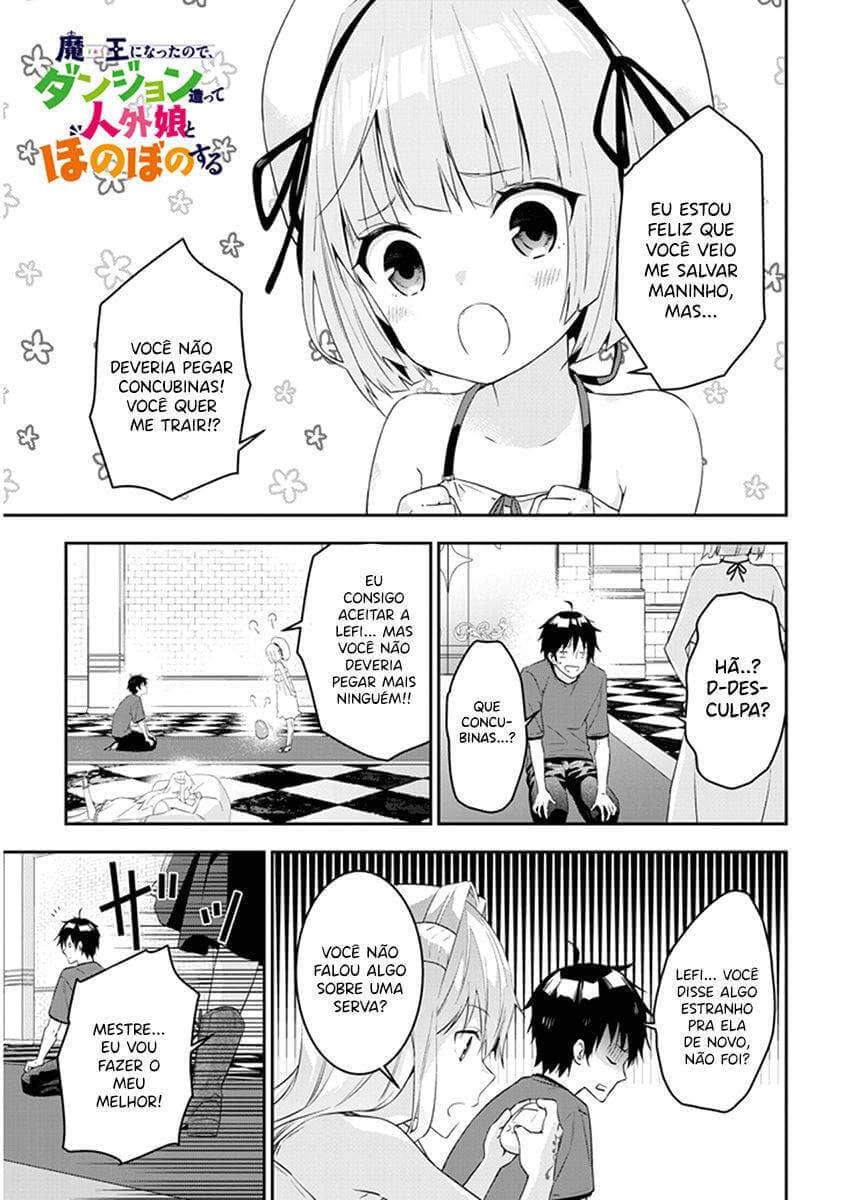 魔王になったので、
ダンジョン造って
人外娘と
ほのぼのする
EU ESTOU
FELIZ QUE
VOCÊ VEIO
ME SALVAR
MANINHO,
MAS...
VOCÊ NÃO
DEVERIA PEGAR
CONCUBINAS!
VOCÊ QUER
ME TRAIR!?
HÃ..?
D-DES-
CULPA?
QUE
CONCU-
BINAS...?
EU
CONSIGO
ACEITAR A
LEFI... MAS
VOCÊ NÃO
DEVERIA
PEGAR MAIS
NINGUÉM!!
LEFI... VOCÊ
DISSE ALGO
ESTRANHO
PRA ELA
DE NOVO,
NÃO FOI?
VOCÊ NÃO
FALOU ALGO
SOBRE UMA
SERVA?
MESTRE...
EU VOU
FAZER O
MEU
MELHOR!